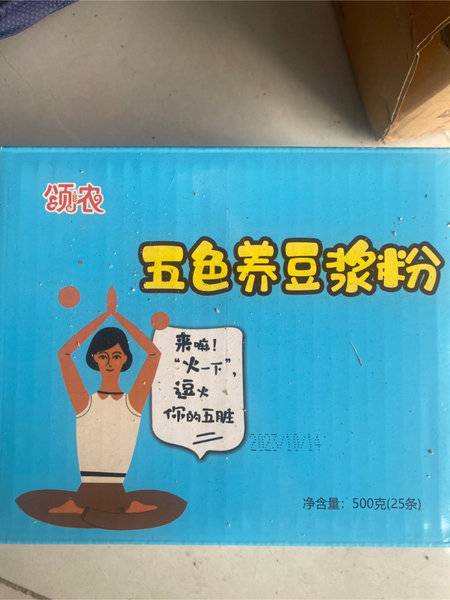 颂农
五色养豆浆粉
来嘛！
“火一下”，
逗火
你的五脏
2023/10/14
净含量：500克(25条)